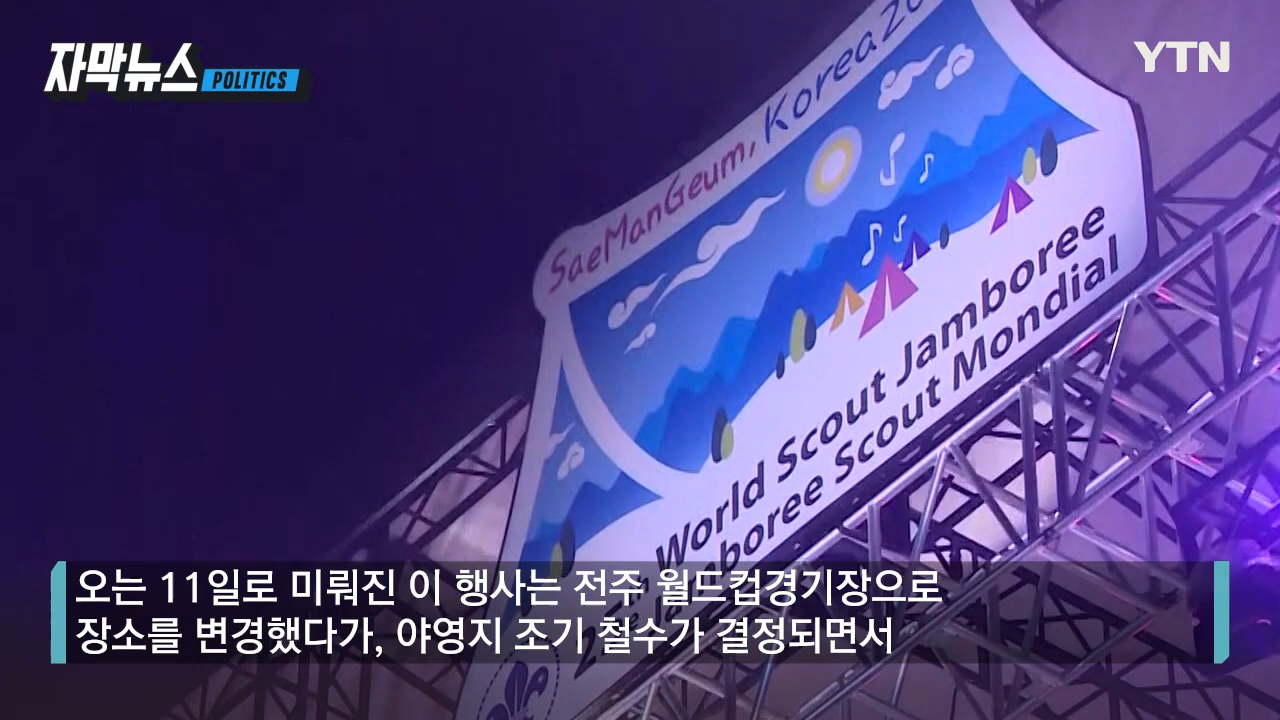 자막뉴스
POLITICS
YTN
SaeManGeum, Korea
World Scout Jamboree
Scout Mondial
오는 11일로 미뤄진 이 행사는 전주 월드컵경기장으로
장소를 변경했다가, 야영지 조기 철수가 결정되면서